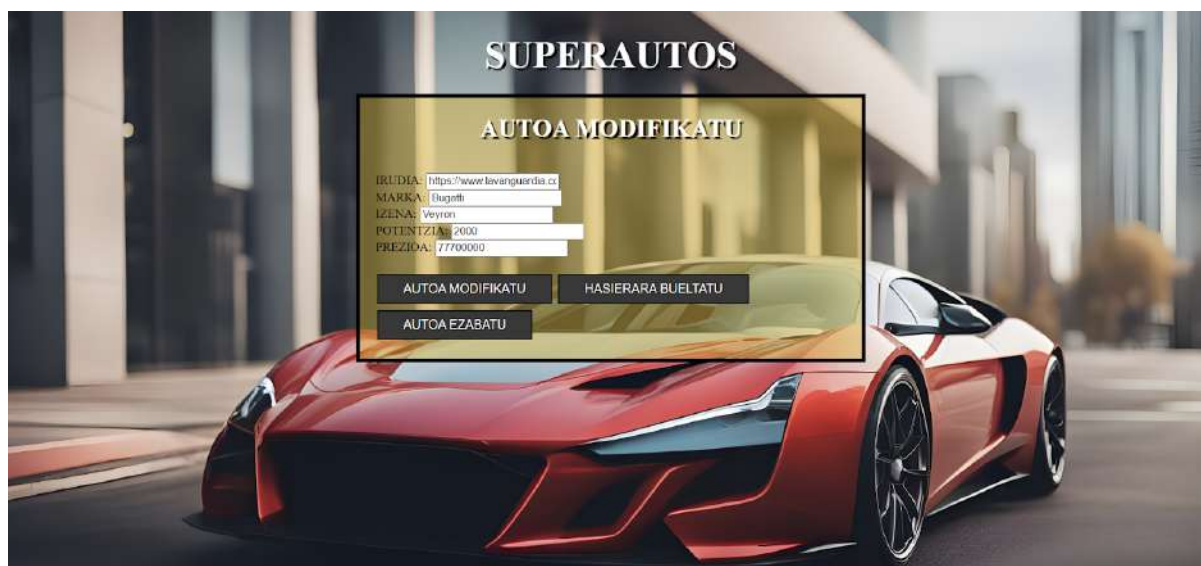 SUPERAUTOS
AUTOA MODIFIKATU
IRUDIA: https://www.lavanguardia.co
MARKA: Bugatti
IZENA: Veyron
POTENTZIA: 2000
PREZIOA: 77700000
AUTOA MODIFIKATU HASIERARA BUELTATU
AUTOA EZABATU